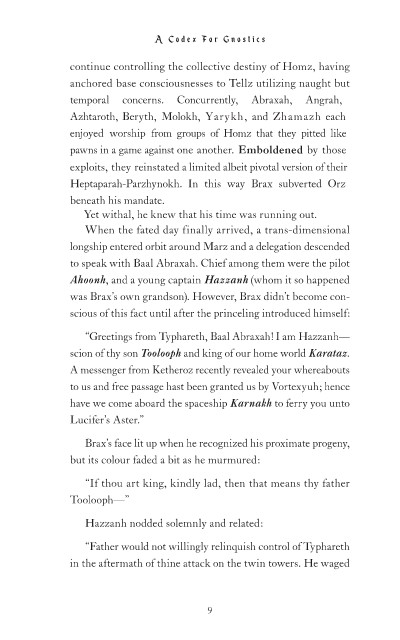 A Codex For Gnostics
continue controlling the collective destiny of Homz, having
anchored base consciousnesses to Tellz utilizing naught but
temporal concerns. Concurrently, Abraxah, Angrah,
Azhtaroth, Beryth, Molokh, Yarykh, and Zhamazh each
enjoyed worship from groups of Homz that they pitted like
pawns in a game against one another. Emboldened by those
exploits, they reinstated a limited albeit pivotal version of their
Heptaparah-Parzhynokh. In this way Brax subverted Orz
beneath his mandate.
Yet withal, he knew that his time was running out.
When the fated day finally arrived, a trans-dimensional
longship entered orbit around Marz and a delegation descended
to speak with Baal Abraxah. Chief among them were the pilot
Ahoonh, and a young captain Hazzanh (whom it so happened
was Brax's own grandson). However, Brax didn't become con-
scious of this fact until after the princeling introduced himself:
"Greetings from Typhareth, Baal Abraxah! I am Hazzanh—
scion of thy son Toolooph and king of our home world Karataz.
A messenger from Ketheroz recently revealed your whereabouts
to us and free passage hast been granted us by Vortexyuh; hence
have we come aboard the spaceship Karnakh to ferry you unto
Lucifer's Aster."
Brax's face lit up when he recognized his proximate progeny,
but its colour faded a bit as he murmured:
"If thou art king, kindly lad, then that means thy father
Toolooph—"
Hazzanh nodded solemnly and related:
"Father would not willingly relinquish control of Typhareth
in the aftermath of thine attack on the twin towers. He waged
9